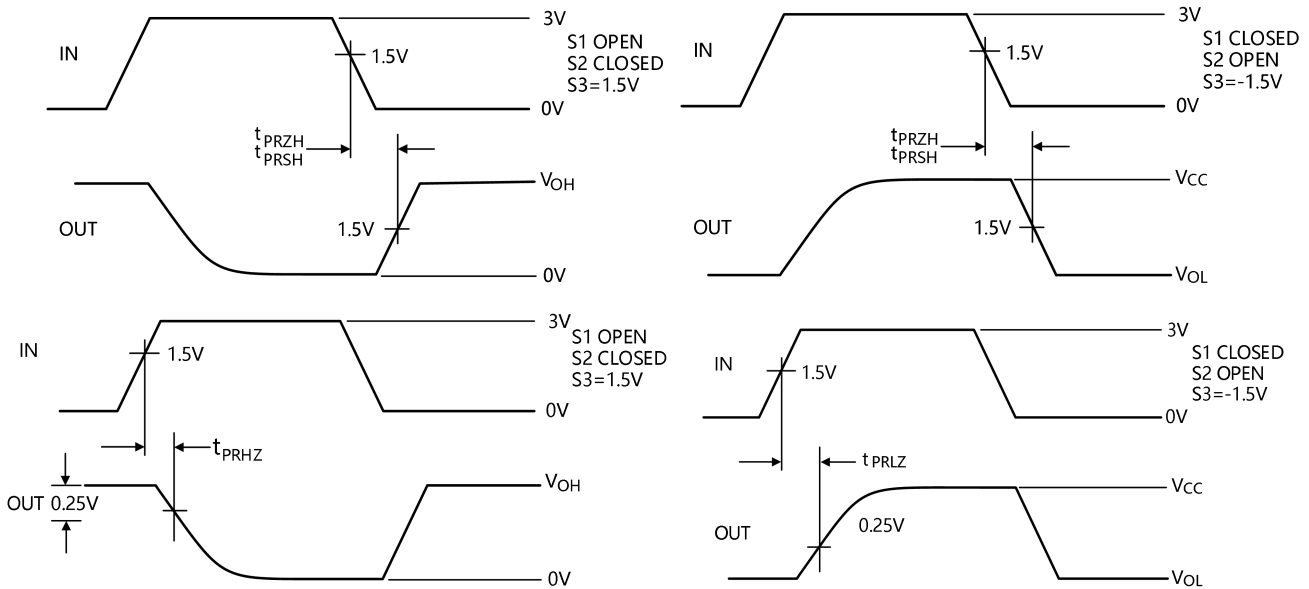 3V
IN
1.5V
S1 OPEN
S2 CLOSED
S3=1.5V
0V
tPRZH
tPRSH
VOH
OUT
1.5V
0V
3V
IN
1.5V
S1 CLOSED
S2 OPEN
S3=-1.5V
0V
tPRZH
tPRSH
VCC
OUT
1.5V
VOL
3V
IN
1.5V
S1 OPEN
S2 CLOSED
S3=1.5V
0V
tPRHZ
VOH
OUT 0.25V
0V
3V
IN
1.5V
S1 CLOSED
S2 OPEN
S3=-1.5V
0V
tPRLZ
VCC
OUT
0.25V
VOL